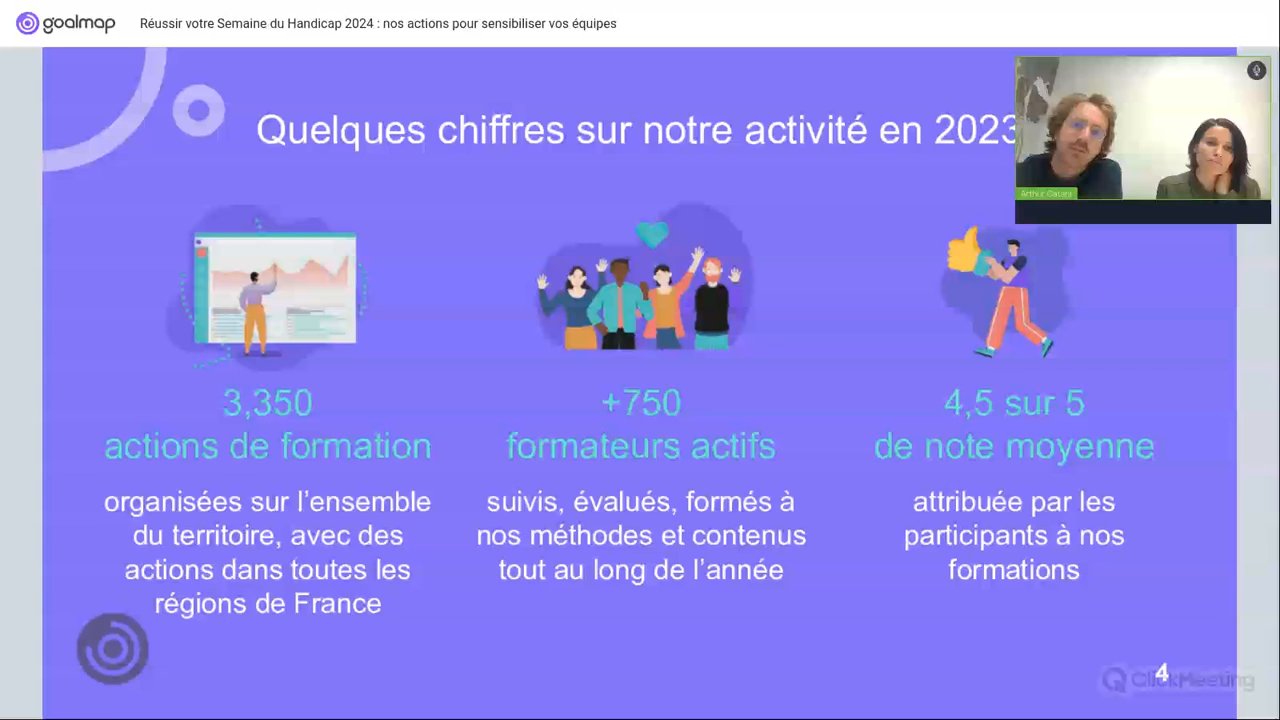 goalmap
Réussir votre Semaine du Handicap 2024 : nos actions pour sensibiliser vos équipes
Quelques chiffres sur notre activité en 2023
3,350
actions de formation
organisées sur l’ensemble
du territoire, avec des
actions dans toutes les
régions de France
+750
formateurs actifs
suivis, évalués, formés à
nos méthodes et contenus
tout au long de l’année
4,5 sur 5
de note moyenne
attribuée par les
participants à nos
formations
4
ClickMeeting